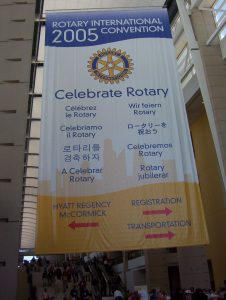 ROTARY INTERNATIONAL
2005 CONVENTION
Celebrate Rotary
Célébrez
le Rotary
Wir feiern
Rotary
Celebriamo
il Rotary
ロータリーを
祝おう
로타리를
경축하자
Celebremos
Rotary
A Celebrar
Rotary
Rotary
jubilerar
HYATT REGENCY
McCORMICK
REGISTRATION
TRANSPORTATION